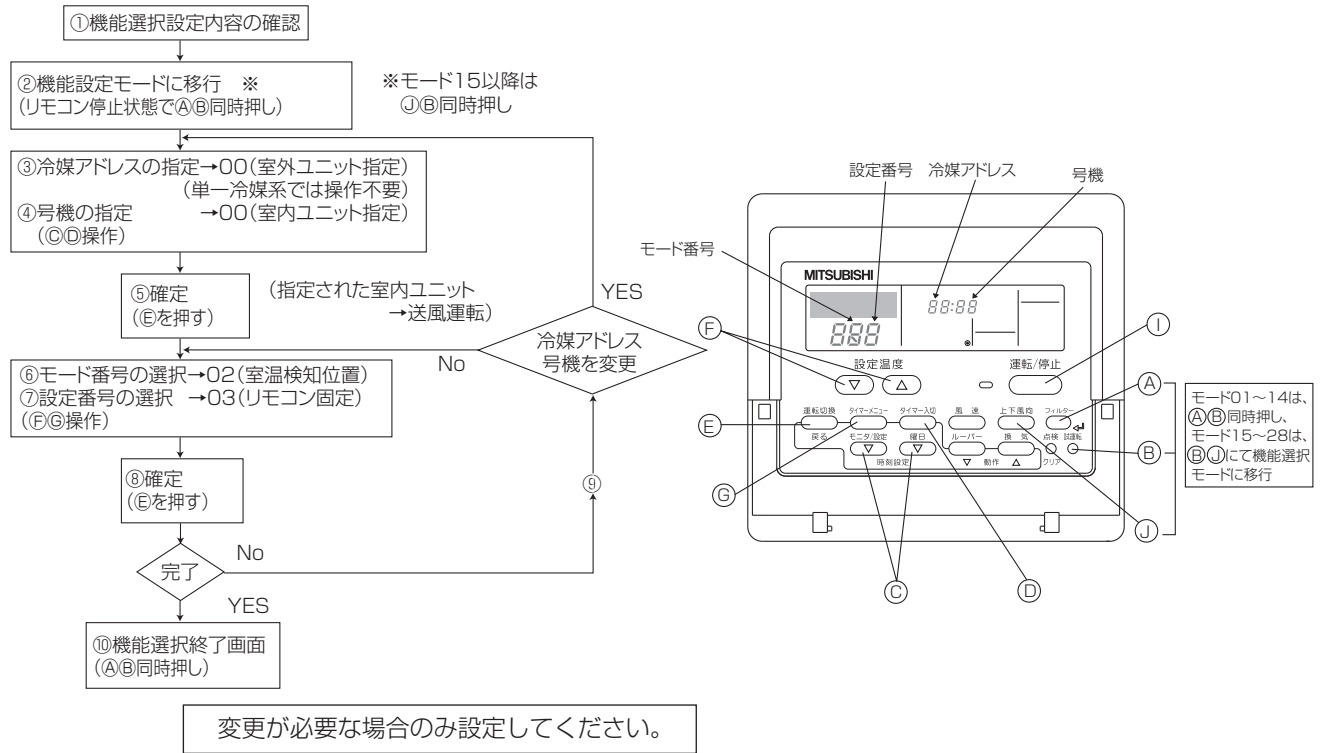 ①機能選択設定内容の確認
②機能設定モードに移行　※
(リモコン停止状態でⒶⒷ同時押し)
※モード15以降は
ⒿⒷ同時押し
③冷媒アドレスの指定→00(室外ユニット指定)
(単一冷媒系では操作不要)
④号機の指定　→00(室内ユニット指定)
(ⒸⒹ操作)
⑤確定
(Ⓔを押す)
(指定された室内ユニット
→送風運転)
YES
冷媒アドレス
号機を変更
No
⑥モード番号の選択→02(室温検知位置)
⑦設定番号の選択　→03(リモコン固定)
(ⒻⒼ操作)
⑧確定
(Ⓔを押す)
⑨
No
完了
YES
⑩機能選択終了画面
(ⒶⒷ同時押し)
変更が必要な場合のみ設定してください。
設定番号　冷媒アドレス　号機
モード番号
MITSUBISHI
888　88:88
設定温度　運転/停止
▽　△
運転切換　タイマーメニュー　タイマー入切　風速　上下風向　フィルター
戻る　モニタ/設定　曜日　ルーバー　換気　点検　試運転
▽　▽
時刻設定　▽　動作　△　クリア
Ⓕ
Ⓘ
Ⓐ
Ⓔ
Ⓑ
Ⓖ
Ⓙ
Ⓒ
Ⓓ
モード01〜14は、
ⒶⒷ同時押し、
モード15〜28は、
ⒷⒿにて機能選択
モードに移行